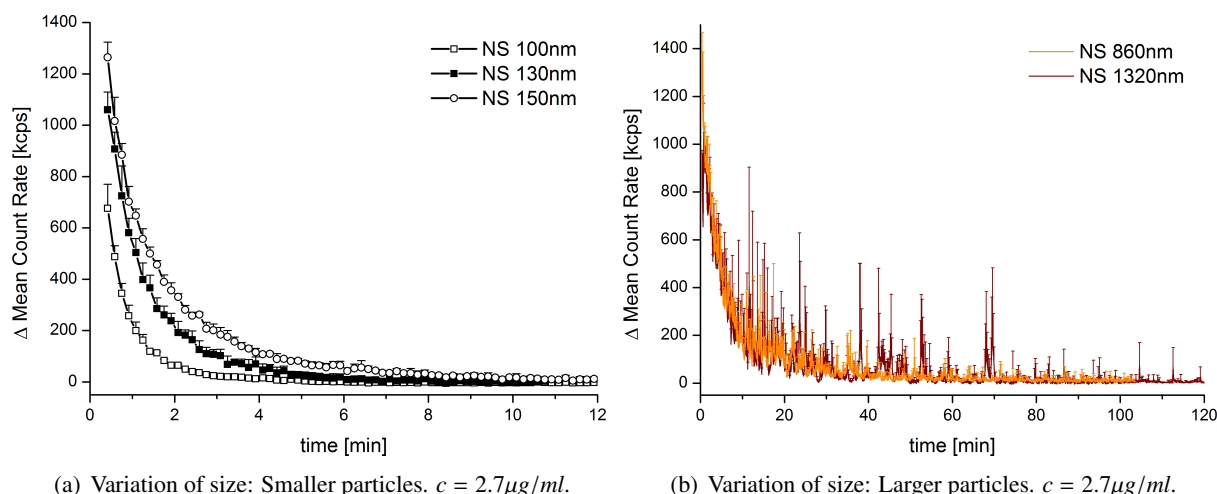 1400
1200
1000
800
600
400
200
0
Δ Mean Count Rate [kcps]
NS 100nm
NS 130nm
NS 150nm
0 2 4 6 8 10 12
time [min]
(a) Variation of size: Smaller particles. c = 2.7μg/ml.
1400
1200
1000
800
600
400
200
0
Δ Mean Count Rate [kcps]
NS 860nm
NS 1320nm
0 20 40 60 80 100 120
time [min]
(b) Variation of size: Larger particles. c = 2.7μg/ml.